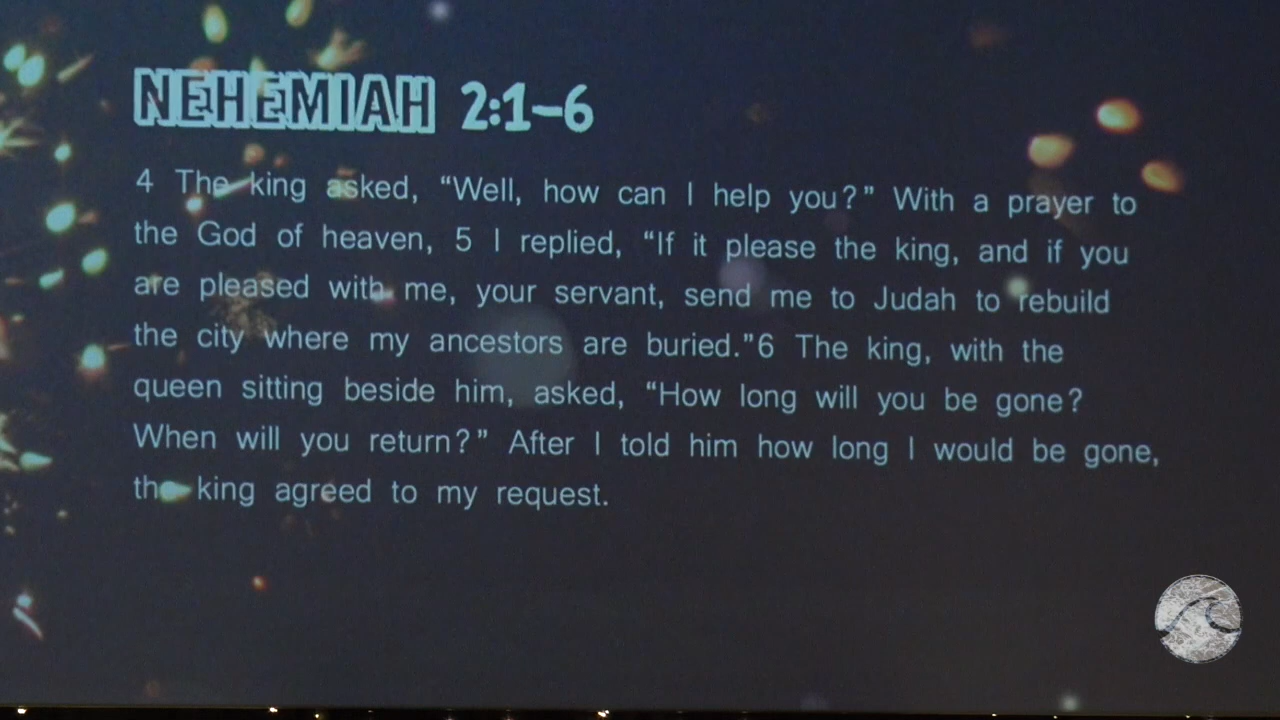 NEHEMIAH 2:1–6
4 The king asked, “Well, how can I help you?” With a prayer to
the God of heaven, 5 I replied, “If it please the king, and if you
are pleased with me, your servant, send me to Judah to rebuild
the city where my ancestors are buried.”6 The king, with the
queen sitting beside him, asked, “How long will you be gone?
When will you return?” After I told him how long I would be gone,
the king agreed to my request.